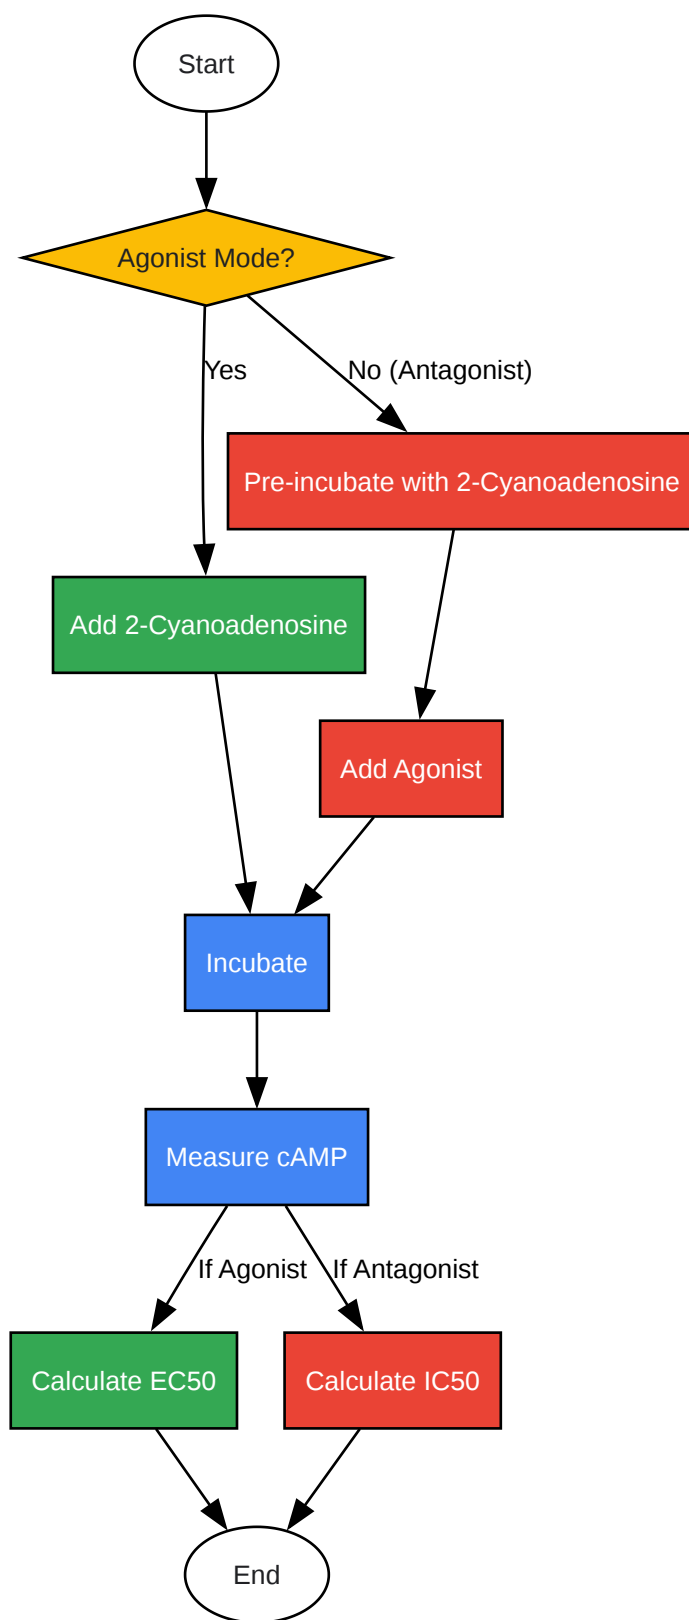 Start
Agonist Mode?
Yes
No (Antagonist)
Pre-incubate with 2-Cyanoadenosine
Add 2-Cyanoadenosine
Add Agonist
Incubate
Measure cAMP
If Agonist
If Antagonist
Calculate EC50
Calculate IC50
End